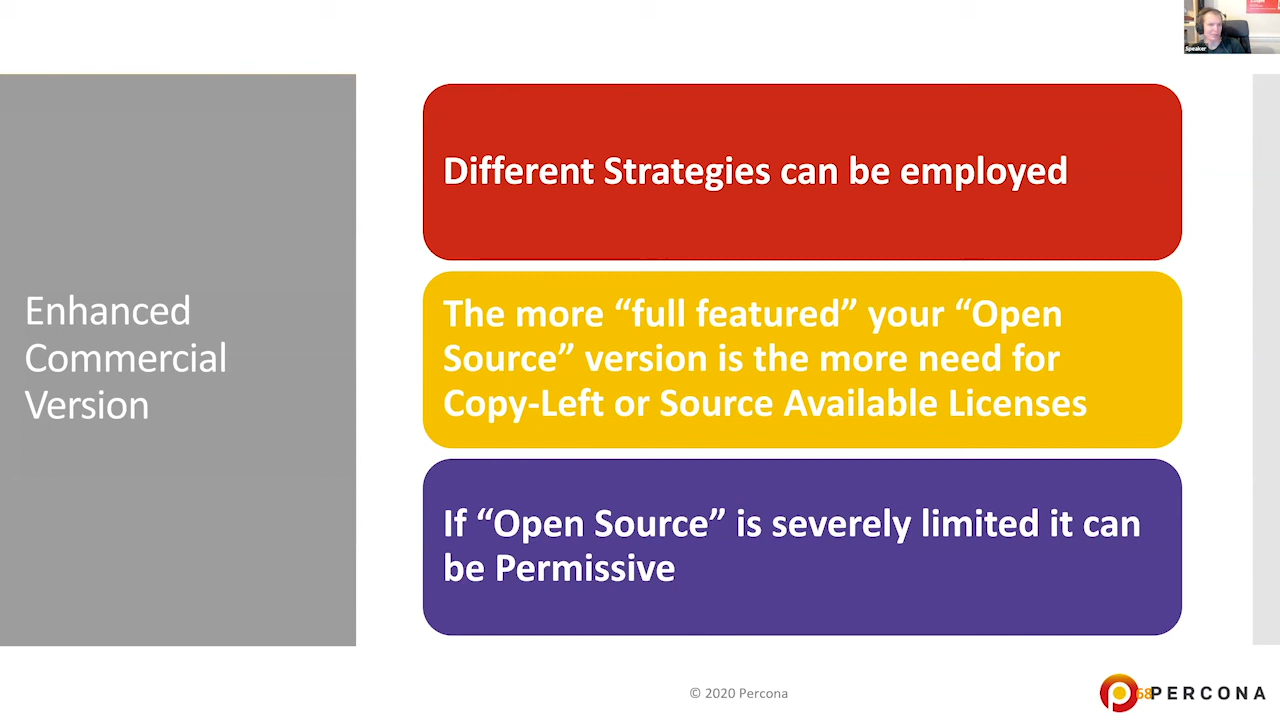 Speaker
Enhanced
Commercial
Version
Different Strategies can be employed
The more “full featured” your “Open
Source” version is the more need for
Copy-Left or Source Available Licenses
If “Open Source” is severely limited it can
be Permissive
© 2020 Percona
68
PERCONA